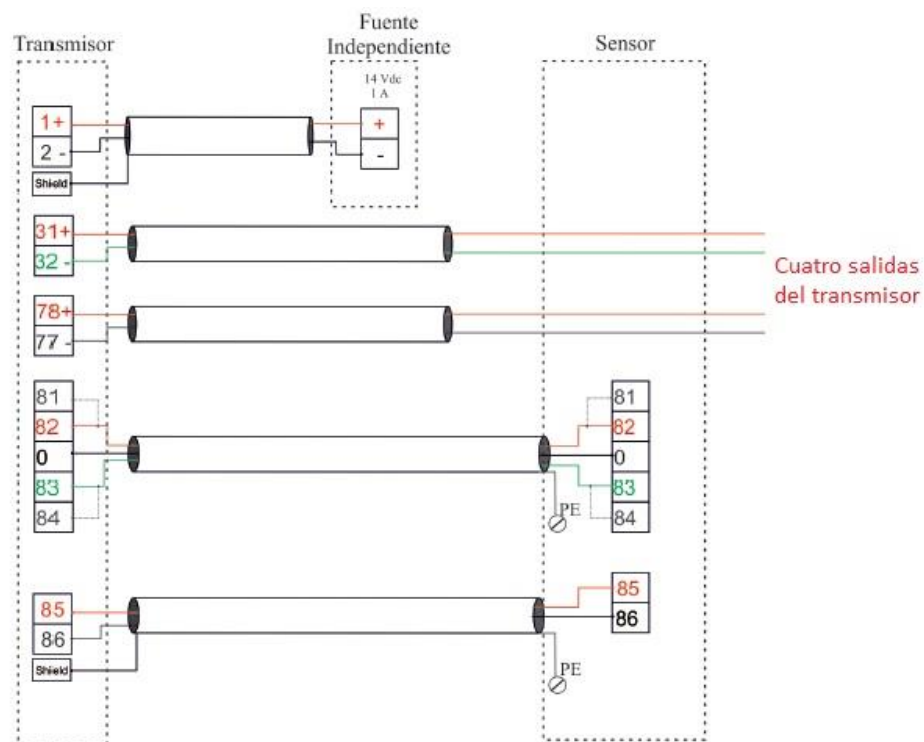 Transmisor
Fuente
Independiente
Sensor
14 Vdc
1 A
1+
2 -
Shield
+
-
31+
32 -
Cuatro salidas
del transmisor
78+
77 -
81
82
0
83
84
PE
81
82
0
83
84
85
86
Shield
PE
85
86